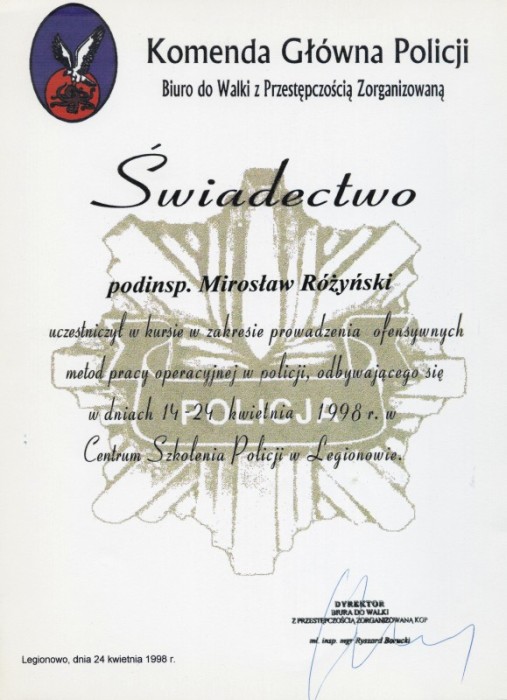 Komenda Główna Policji
Biuro do Walki z Przestępczością Zorganizowaną
Świadectwo
podinsp. Mirosław Różyński
uczestniczył w kursie w zakresie prowadzenia ofensywnych
metod pracy operacyjnej w policji, odbywającego się
w dniach 14-24 kwietnia 1998 r. w
POLICJA
Centrum Szkolenia Policji w Legionowie.
DYREKTOR
BIURA DO WALKI
Z PRZESTĘPCZOŚCIĄ ZORGANIZOWANĄ KGP
mł. insp. mgr Ryszard Borucki
Legionowo, dnia 24 kwietnia 1998 r.